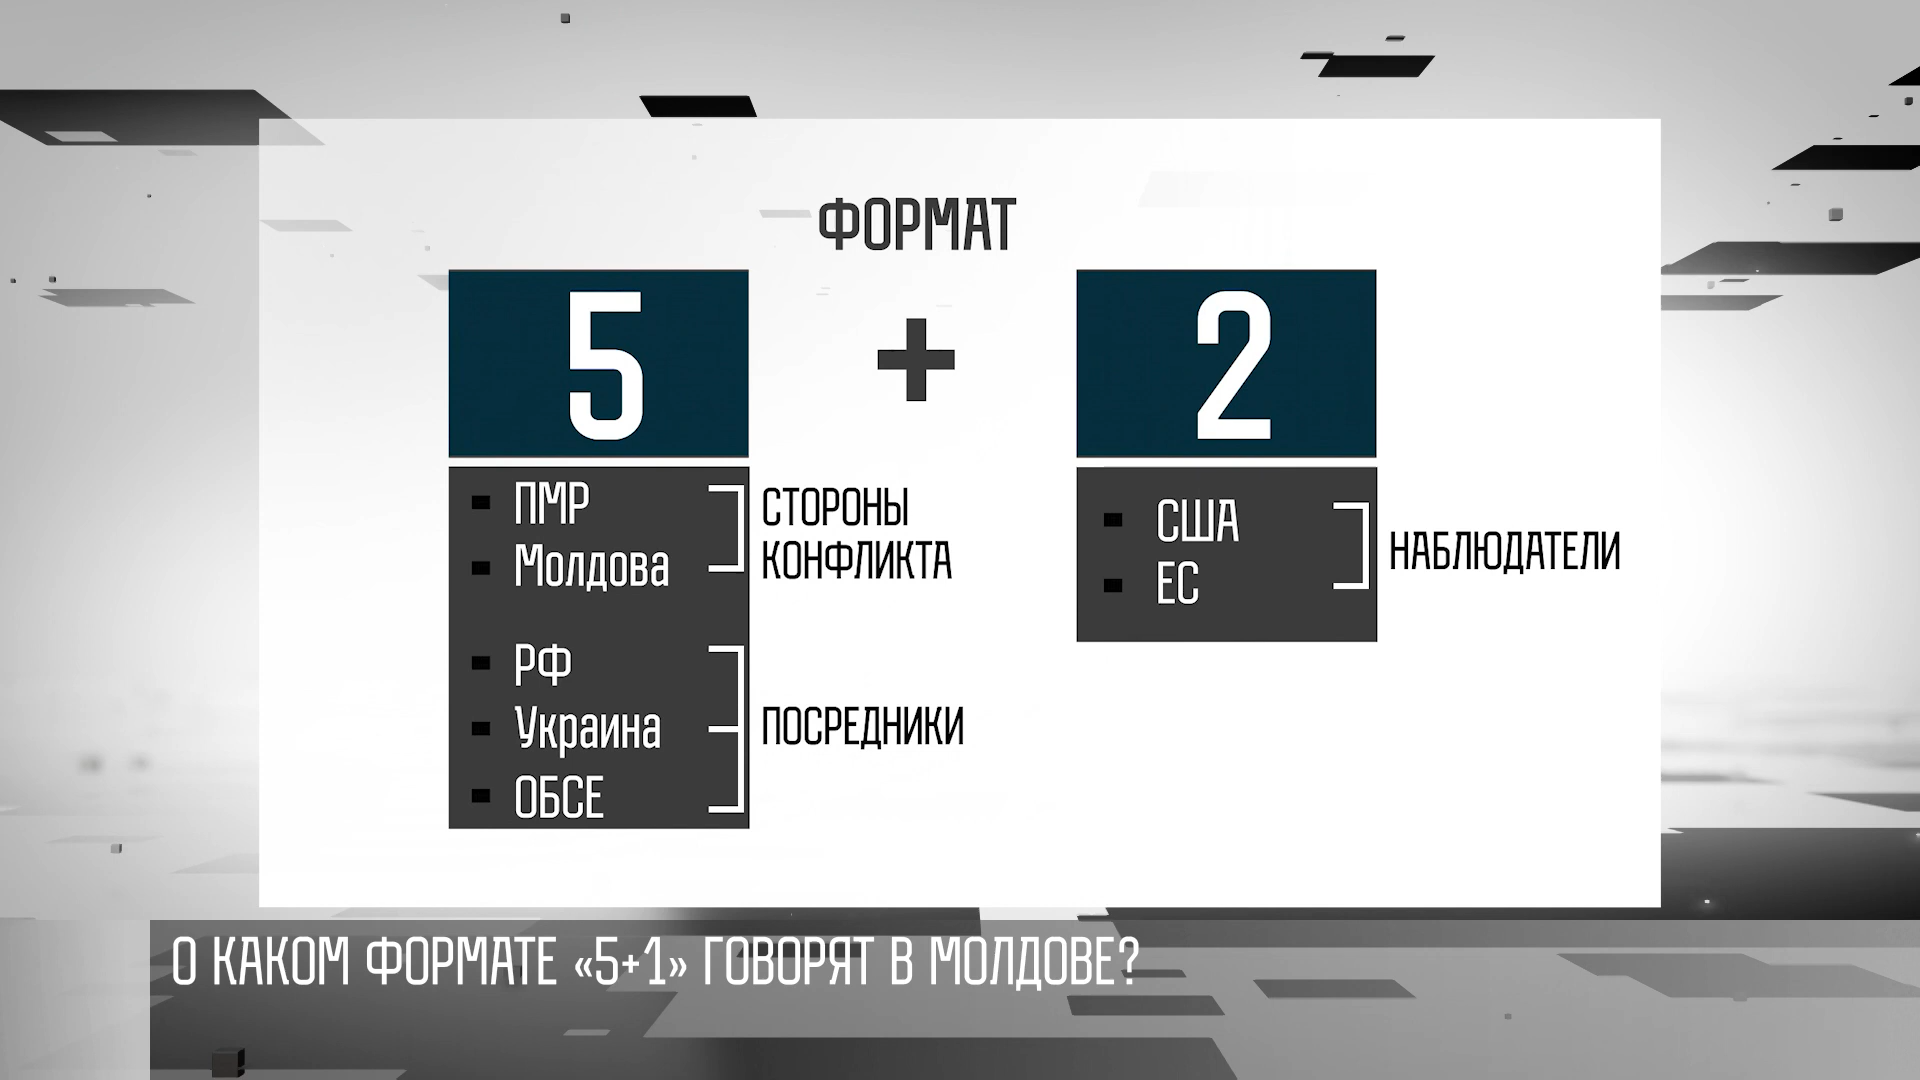 ФОРМАТ
5 + 2
ПМР
Молдова
СТОРОНЫ
КОНФЛИКТА
РФ
Украина
ОБСЕ
ПОСРЕДНИКИ
США
ЕС
НАБЛЮДАТЕЛИ
О КАКОМ ФОРМАТЕ «5+1» ГОВОРЯТ В МОЛДОВЕ?